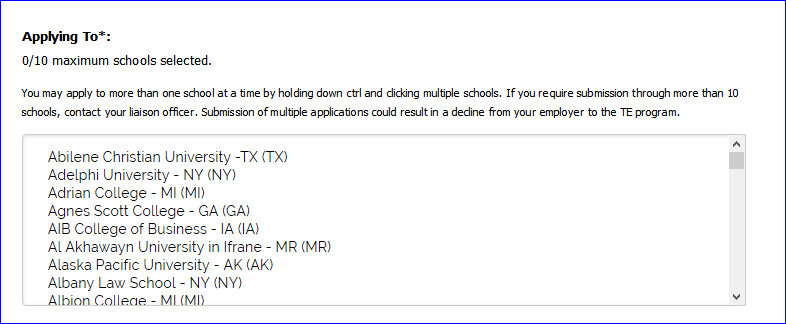 Applying To*:
0/10 maximum schools selected.
You may apply to more than one school at a time by holding down ctrl and clicking multiple schools. If you require submission through more than 10
schools, contact your liaison officer. Submission of multiple applications could result in a decline from your employer to the TE program.
Abilene Christian University -TX (TX)
Adelphi University - NY (NY)
Adrian College - MI (MI)
Agnes Scott College - GA (GA)
AIB College of Business - IA (IA)
Al Akhawayn University in Ifrane - MR (MR)
Alaska Pacific University - AK (AK)
Albany Law School - NY (NY)
Albion College - MI (MI)